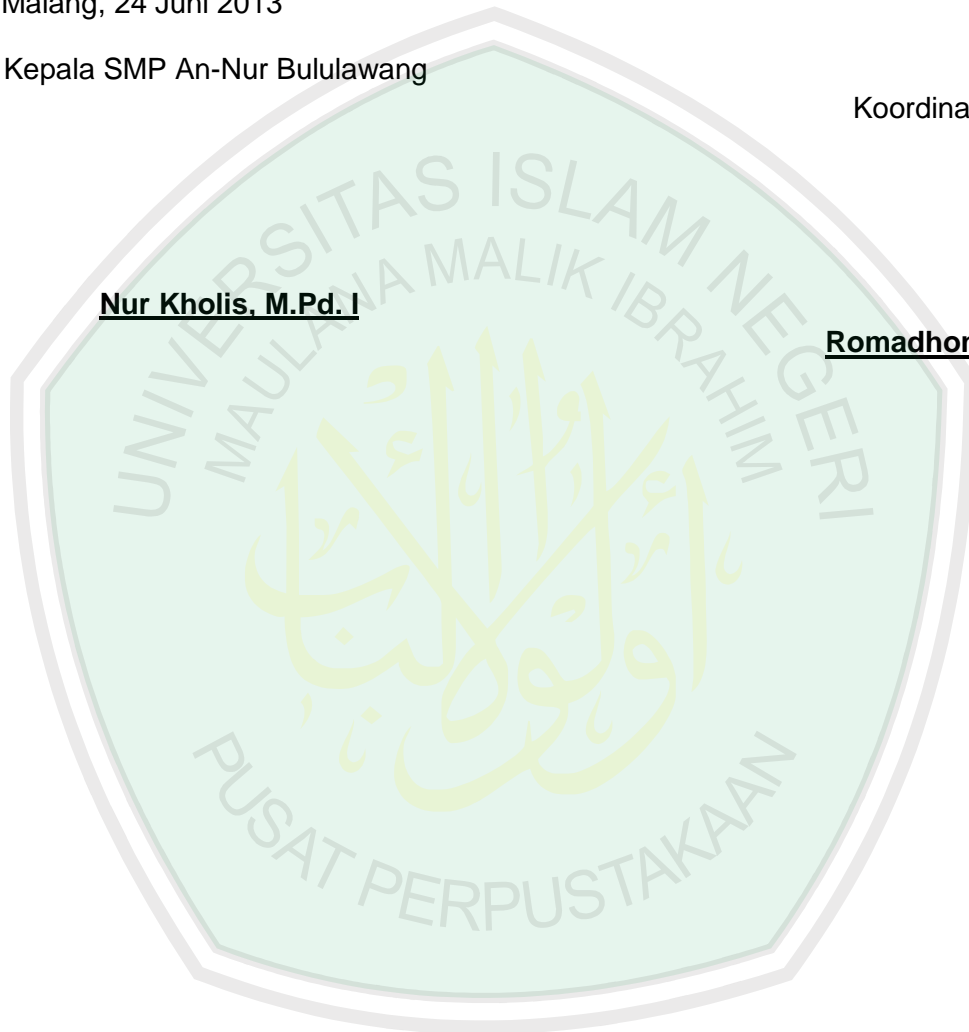 Malang, 24 Juni 2013
Kepala SMP An-Nur Bululawang
Nur Kholis, M.Pd. I
UNIVERSITAS ISLAM NEGERI
MAULANA MALIK IBRAHIM
PUSAT PERPUSTAKAAN